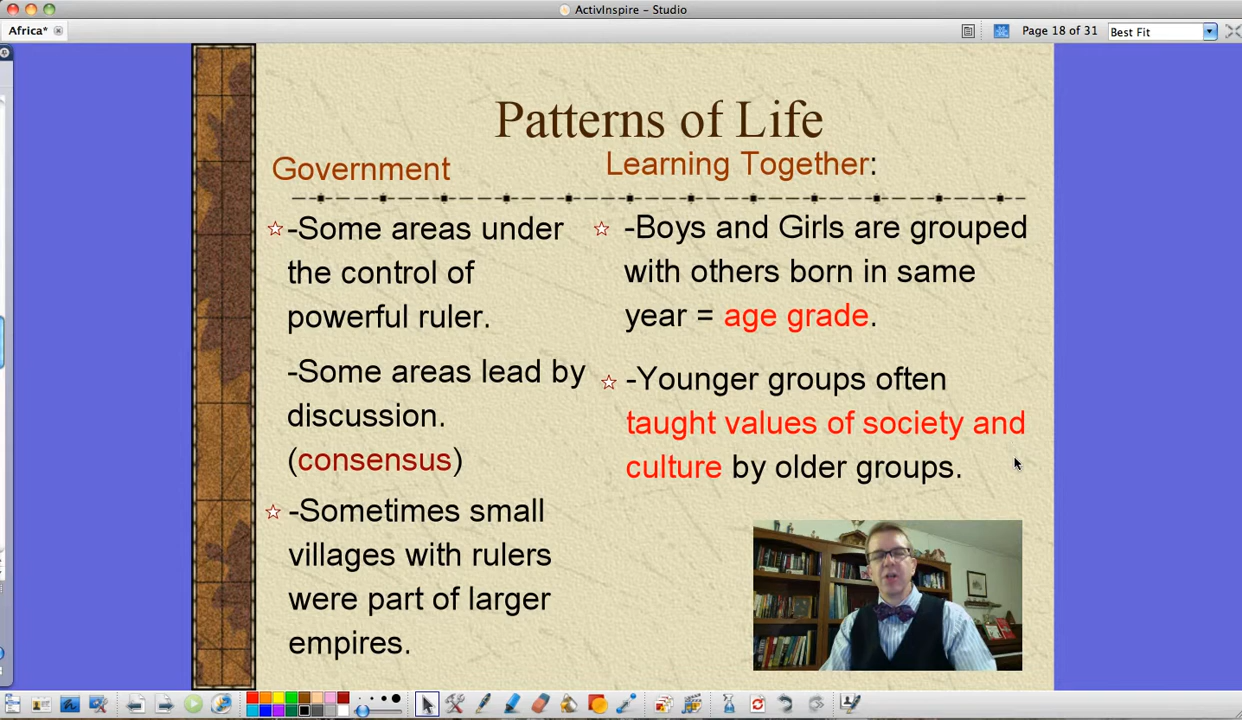 ActivInspire – Studio
Africa*
Page 18 of 31
Best Fit
Patterns of Life
Government
-Some areas under
the control of
powerful ruler.
-Some areas lead by
discussion.
(consensus)
-Sometimes small
villages with rulers
were part of larger
empires.
Learning Together:
-Boys and Girls are grouped
with others born in same
year = age grade.
-Younger groups often
taught values of society and
culture by older groups.